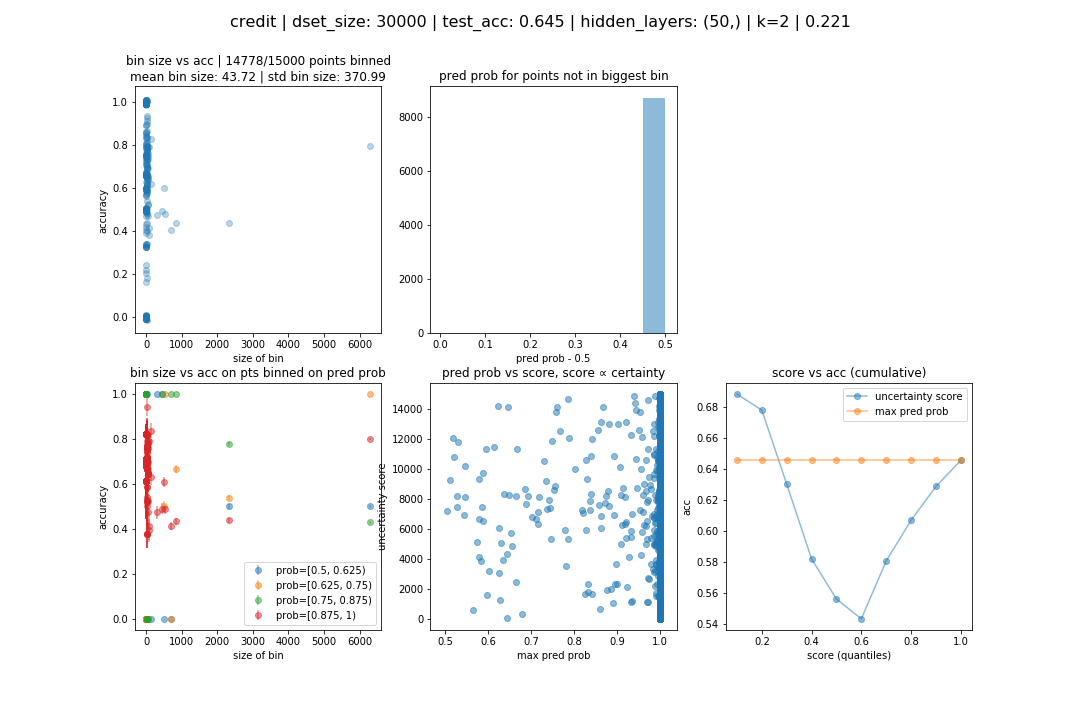 credit | dset_size: 30000 | test_acc: 0.645 | hidden_layers: (50,) | k=2 | 0.221
bin size vs acc | 14778/15000 points binned
mean bin size: 43.72 | std bin size: 370.99
1.0
0.8
0.6
0.4
0.2
0.0
accuracy
0 1000 2000 3000 4000 5000 6000
size of bin
pred prob for points not in biggest bin
8000
6000
4000
2000
0
0.0 0.1 0.2 0.3 0.4 0.5
pred prob - 0.5
bin size vs acc on pts binned on pred prob
1.0
0.8
0.6
0.4
0.2
0.0
accuracy
prob=[0.5, 0.625)
prob=[0.625, 0.75)
prob=[0.75, 0.875)
prob=[0.875, 1)
0 1000 2000 3000 4000 5000 6000
size of bin
pred prob vs score, score ∝ certainty
14000
12000
10000
8000
6000
4000
2000
0
uncertainty score
0.5 0.6 0.7 0.8 0.9 1.0
max pred prob
score vs acc (cumulative)
uncertainty score
max pred prob
0.68
0.66
0.64
0.62
0.60
0.58
0.56
0.54
acc
0.2 0.4 0.6 0.8 1.0
score (quantiles)